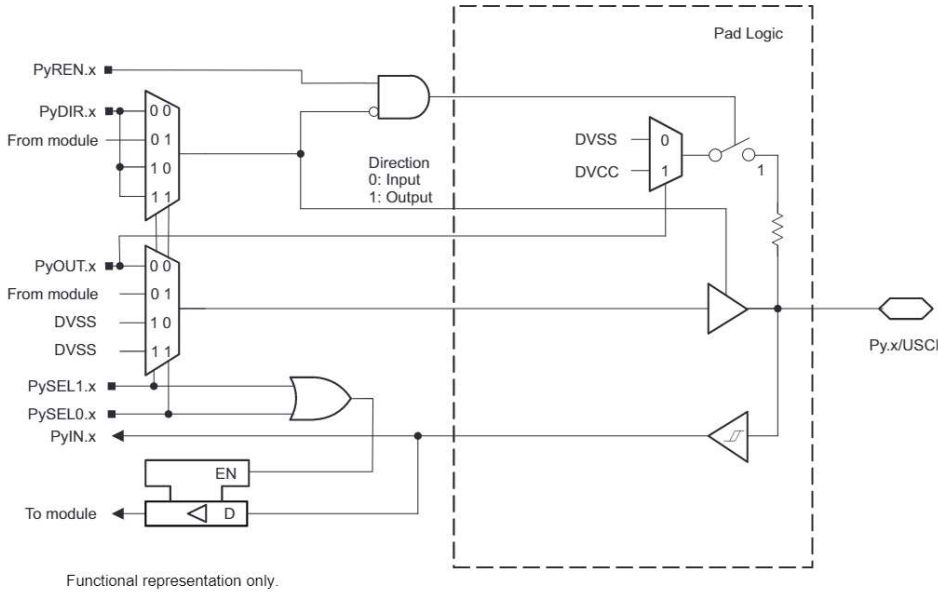 Pad Logic
PyREN.x
PyDIR.x
0 0
From module
0 1
1 0
1 1
Direction
0: Input
1: Output
DVSS
0
DVCC
1
1
PyOUT.x
0 0
From module
0 1
DVSS
1 0
DVSS
1 1
Py.x/USCI
PySEL1.x
PySEL0.x
PyIN.x
EN
To module
D
Functional representation only.